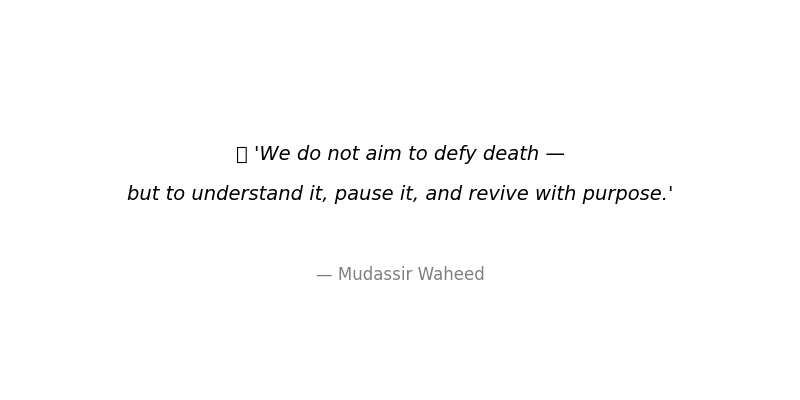 'We do not aim to defy death —
but to understand it, pause it, and revive with purpose.'
— Mudassir Waheed